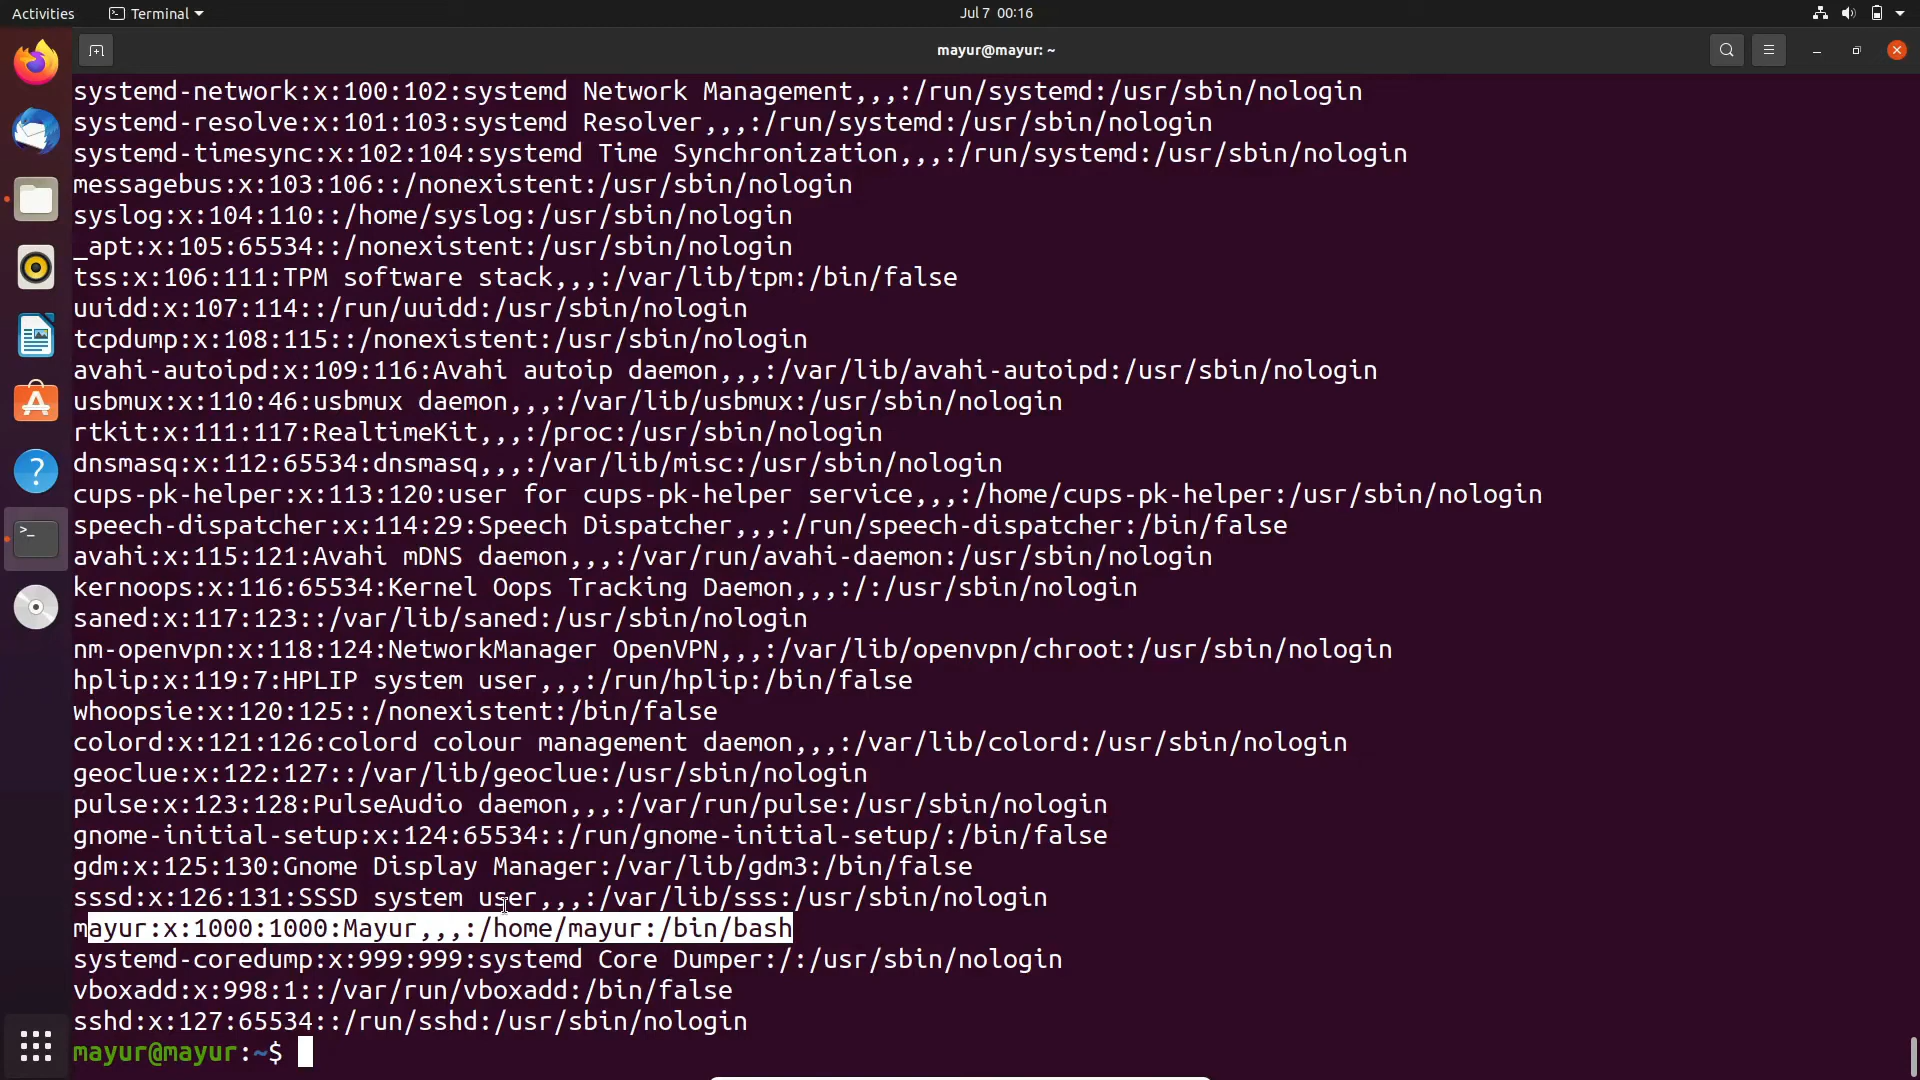 Activities
Terminal
Jul 7 00:16
mayur@mayur: ~
systemd-network:x:100:102:systemd Network Management,,,:/run/systemd:/usr/sbin/nologin
systemd-resolve:x:101:103:systemd Resolver,,,:/run/systemd:/usr/sbin/nologin
systemd-timesync:x:102:104:systemd Time Synchronization,,,:/run/systemd:/usr/sbin/nologin
messagebus:x:103:106::/nonexistent:/usr/sbin/nologin
syslog:x:104:110::/home/syslog:/usr/sbin/nologin
_apt:x:105:65534::/nonexistent:/usr/sbin/nologin
tss:x:106:111:TPM software stack,,,:/var/lib/tpm:/bin/false
uuidd:x:107:114::/run/uuidd:/usr/sbin/nologin
tcpdump:x:108:115::/nonexistent:/usr/sbin/nologin
avahi-autoipd:x:109:116:Avahi autoip daemon,,,:/var/lib/avahi-autoipd:/usr/sbin/nologin
usbmux:x:110:46:usbmux daemon,,,:/var/lib/usbmux:/usr/sbin/nologin
rtkit:x:111:117:RealtimeKit,,,:/proc:/usr/sbin/nologin
dnsmasq:x:112:65534:dnsmasq,,,:/var/lib/misc:/usr/sbin/nologin
cups-pk-helper:x:113:120:user for cups-pk-helper service,,,:/home/cups-pk-helper:/usr/sbin/nologin
speech-dispatcher:x:114:29:Speech Dispatcher,,,:/run/speech-dispatcher:/bin/false
avahi:x:115:121:Avahi mDNS daemon,,,:/var/run/avahi-daemon:/usr/sbin/nologin
kernoops:x:116:65534:Kernel Oops Tracking Daemon,,,:/:/usr/sbin/nologin
saned:x:117:123::/var/lib/saned:/usr/sbin/nologin
nm-openvpn:x:118:124:NetworkManager OpenVPN,,,:/var/lib/openvpn/chroot:/usr/sbin/nologin
hplip:x:119:7:HPLIP system user,,,:/run/hplip:/bin/false
whoopsie:x:120:125::/nonexistent:/bin/false
colord:x:121:126:colord colour management daemon,,,:/var/lib/colord:/usr/sbin/nologin
geoclue:x:122:127::/var/lib/geoclue:/usr/sbin/nologin
pulse:x:123:128:PulseAudio daemon,,,:/var/run/pulse:/usr/sbin/nologin
gnome-initial-setup:x:124:65534::/run/gnome-initial-setup/:/bin/false
gdm:x:125:130:Gnome Display Manager:/var/lib/gdm3:/bin/false
sssd:x:126:131:SSSD system user,,,:/var/lib/sss:/usr/sbin/nologin
mayur:x:1000:1000:Mayur,,,:/home/mayur:/bin/bash
systemd-coredump:x:999:999:systemd Core Dumper:/:/usr/sbin/nologin
vboxadd:x:998:1::/var/run/vboxadd:/bin/false
sshd:x:127:65534::/run/sshd:/usr/sbin/nologin
mayur@mayur:~$